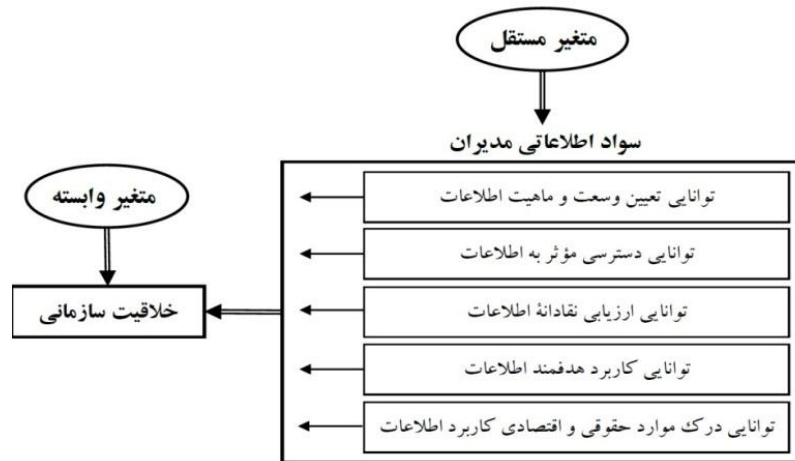 متغیر مستقل
سواد اطلاعاتی مدیران
توانایی تعیین وسعت و ماهیت اطلاعات
توانایی دسترسی مؤثر به اطلاعات
توانایی ارزیابی نقادانهٔ اطلاعات
توانایی کاربرد هدفمند اطلاعات
توانایی درک موارد حقوقی و اقتصادی کاربرد اطلاعات
متغیر وابسته
خلاقیت سازمانی